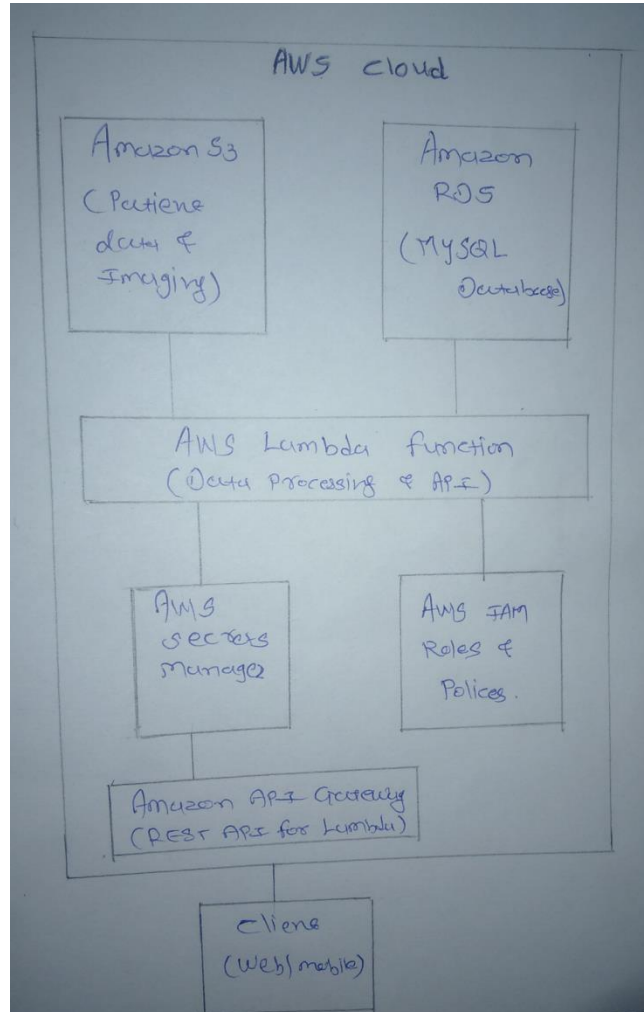 AWS Cloud
Amazon S3
(Patient
data &
Imaging)
Amazon
RDS
(MySQL
Database)
AWS Lambda function
(Data Processing & API)
AWS
secrets
Manager
AWS IAM
Roles &
Polices.
Amazon API Gateway
(REST API for Lambda)
Client
(Web/mobile)